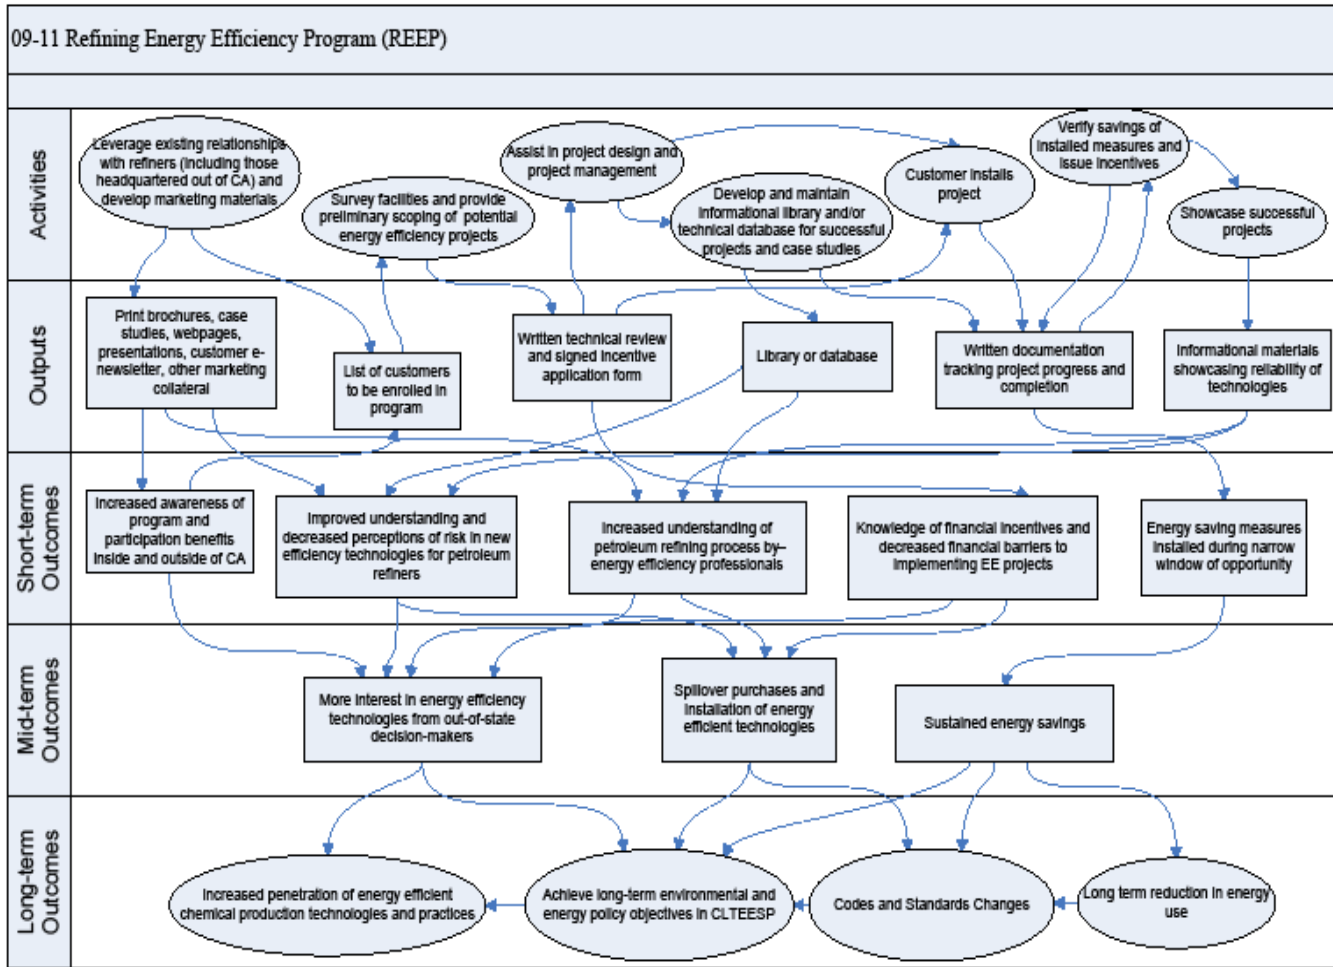 09-11 Refining Energy Efficiency Program (REEP)
Activities
Leverage existing relationships
with refiners (including those
headquartered out of CA) and
develop marketing materials
Survey facilities and provide
preliminary scoping of potential
energy efficiency projects
Assist in project design and
project management
Develop and maintain
informational library and/or
technical database for successful
projects and case studies
Customer installs
project
Verify savings of
installed measures and
issue incentives
Showcase successful
projects
Outputs
Print brochures, case
studies, webpages,
presentations, customer e-
newsletter, other marketing
collateral
List of customers
to be enrolled in
program
Written technical review
and signed incentive
application form
Library or database
Written documentation
tracking project progress and
completion
Informational materials
showcasing reliability of
technologies
Short-term
Outcomes
Increased awareness of
program and
participation benefits
inside and outside of CA
Improved understanding and
decreased perceptions of risk in new
efficiency technologies for petroleum
refiners
Increased understanding of
petroleum refining process by–
energy efficiency professionals
Knowledge of financial incentives and
decreased financial barriers to
implementing EE projects
Energy saving measures
installed during narrow
window of opportunity
Mid-term
Outcomes
More interest in energy efficiency
technologies from out-of-state
decision-makers
Spillover purchases and
installation of energy
efficient technologies
Sustained energy savings
Long-term
Outcomes
Increased penetration of energy efficient
chemical production technologies and practices
Achieve long-term environmental and
energy policy objectives in CLTEESP
Codes and Standards Changes
Long term reduction in energy
use